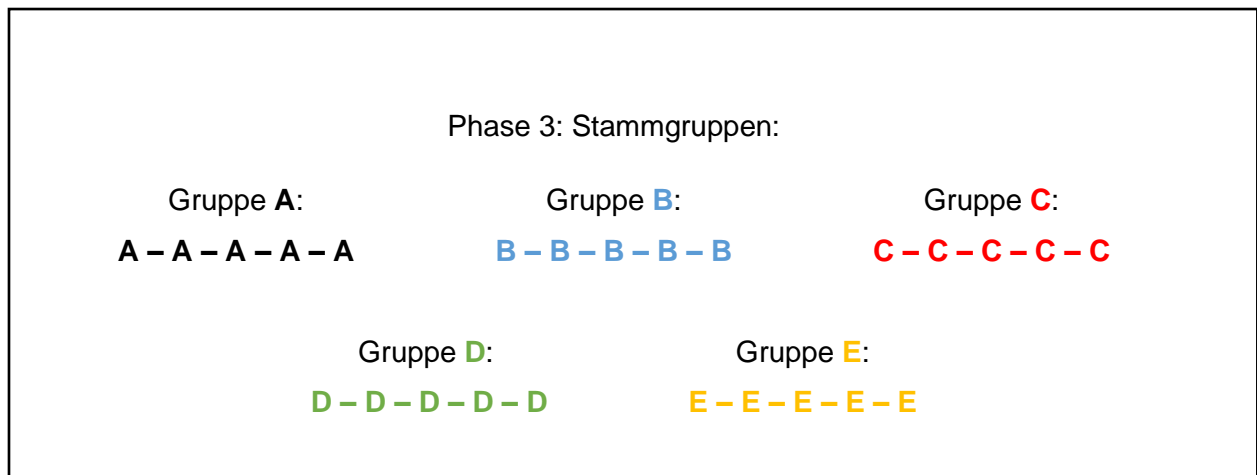 Phase 3: Stammgruppen:
Gruppe A: Gruppe B: Gruppe C:
A – A – A – A – A B – B – B – B – B C – C – C – C – C
Gruppe D: Gruppe E:
D – D – D – D – D E – E – E – E – E